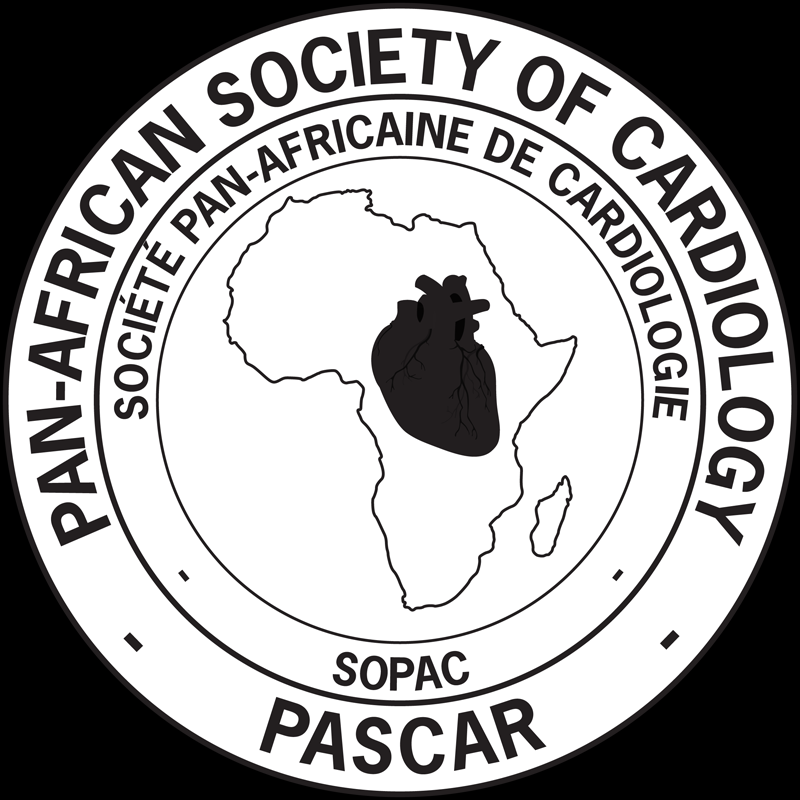 PAN-AFRICAN SOCIETY OF CARDIOLOGY
SOCIÉTÉ PAN-AFRICAINE DE CARDIOLOGIE
SOPAC
PASCAR